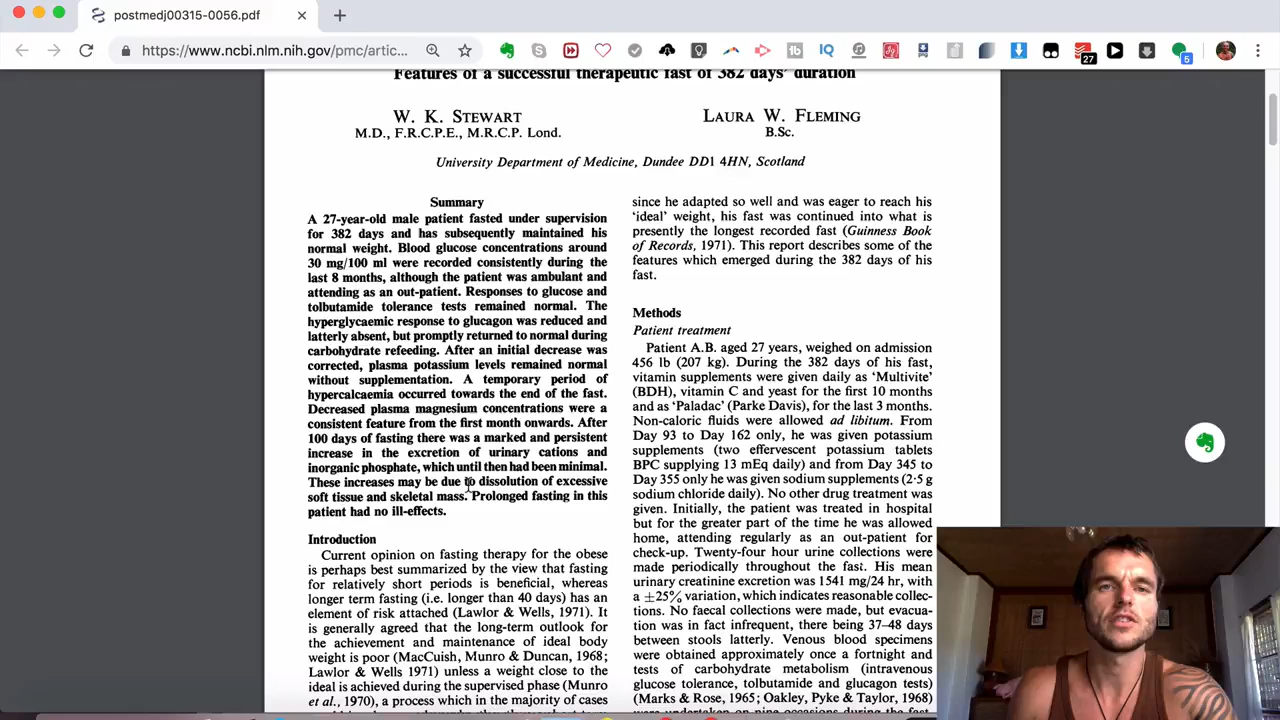 postmedj00315-0056.pdf
https://www.ncbi.nlm.nih.gov/pmc/artic...
27
5
Features of a successful therapeutic fast of 382 days' duration
W. K. STEWART
M.D., F.R.C.P.E., M.R.C.P. Lond.
LAURA W. FLEMING
B.Sc.
University Department of Medicine, Dundee DD1 4HN, Scotland
Summary
A 27-year-old male patient fasted under supervision
for 382 days and has subsequently maintained his
normal weight. Blood glucose concentrations around
30 mg/100 ml were recorded consistently during the
last 8 months, although the patient was ambulant and
attending as an out-patient. Responses to glucose and
tolbutamide tolerance tests remained normal. The
hyperglycaemic response to glucagon was reduced and
latterly absent, but promptly returned to normal during
carbohydrate refeeding. After an initial decrease was
corrected, plasma potassium levels remained normal
without supplementation. A temporary period of
hypercalcaemia occurred towards the end of the fast.
Decreased plasma magnesium concentrations were a
consistent feature from the first month onwards. After
100 days of fasting there was a marked and persistent
increase in the excretion of urinary cations and
inorganic phosphate, which until then had been minimal.
These increases may be due to dissolution of excessive
soft tissue and skeletal mass. Prolonged fasting in this
patient had no ill-effects.
Introduction
Current opinion on fasting therapy for the obese
is perhaps best summarized by the view that fasting
for relatively short periods is beneficial, whereas
longer term fasting (i.e. longer than 40 days) has an
element of risk attached (Lawlor & Wells, 1971). It
is generally agreed that the long-term outlook for
the achievement and maintenance of ideal body
weight is poor (MacCuish, Munro & Duncan, 1968;
Lawlor & Wells 1971) unless a weight close to the
ideal is achieved during the supervised phase (Munro
et al., 1970), a process which in the majority of cases
since he adapted so well and was eager to reach his
'ideal' weight, his fast was continued into what is
presently the longest recorded fast (Guinness Book
of Records, 1971). This report describes some of the
features which emerged during the 382 days of his
fast.
Methods
Patient treatment
Patient A.B. aged 27 years, weighed on admission
456 lb (207 kg). During the 382 days of his fast,
vitamin supplements were given daily as 'Multivite'
(BDH), vitamin C and yeast for the first 10 months
and as 'Paladac' (Parke Davis), for the last 3 months.
Non-caloric fluids were allowed ad libitum. From
Day 93 to Day 162 only, he was given potassium
supplements (two effervescent potassium tablets
BPC supplying 13 mEq daily) and from Day 345 to
Day 355 only he was given sodium supplements (2·5 g
sodium chloride daily). No other drug treatment was
given. Initially, the patient was treated in hospital
but for the greater part of the time he was allowed
home, attending regularly as an out-patient for
check-up. Twenty-four hour urine collections were
made periodically throughout the fast. His mean
urinary creatinine excretion was 1541 mg/24 hr, with
a ±25% variation, which indicates reasonable collec-
tions. No faecal collections were made, but evacua-
tion was in fact infrequent, there being 37–48 days
between stools latterly. Venous blood specimens
were obtained approximately once a fortnight and
tests of carbohydrate metabolism (intravenous
glucose tolerance, tolbutamide and glucagon tests)
(Marks & Rose, 1965; Oakley, Pyke & Taylor, 1968)